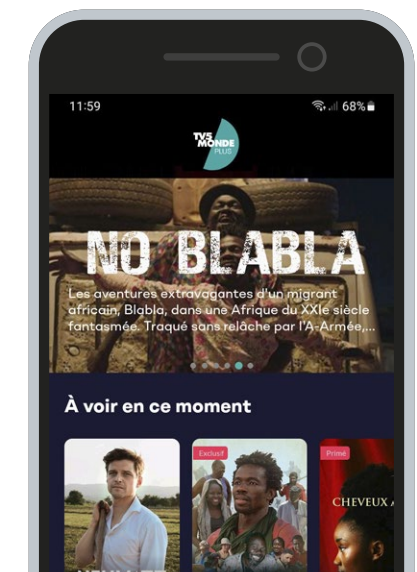 11:59
68%
TV5
MONDE
PLUS
NO BLABLA
Les aventures extravagantes d'un migrant
africain, Blabla, dans une Afrique du XXIe siècle
fantasmée. Traqué sans relâche par l'A-Armée,...
À voir en ce moment
Exclusif
Primé
CHEVEUX